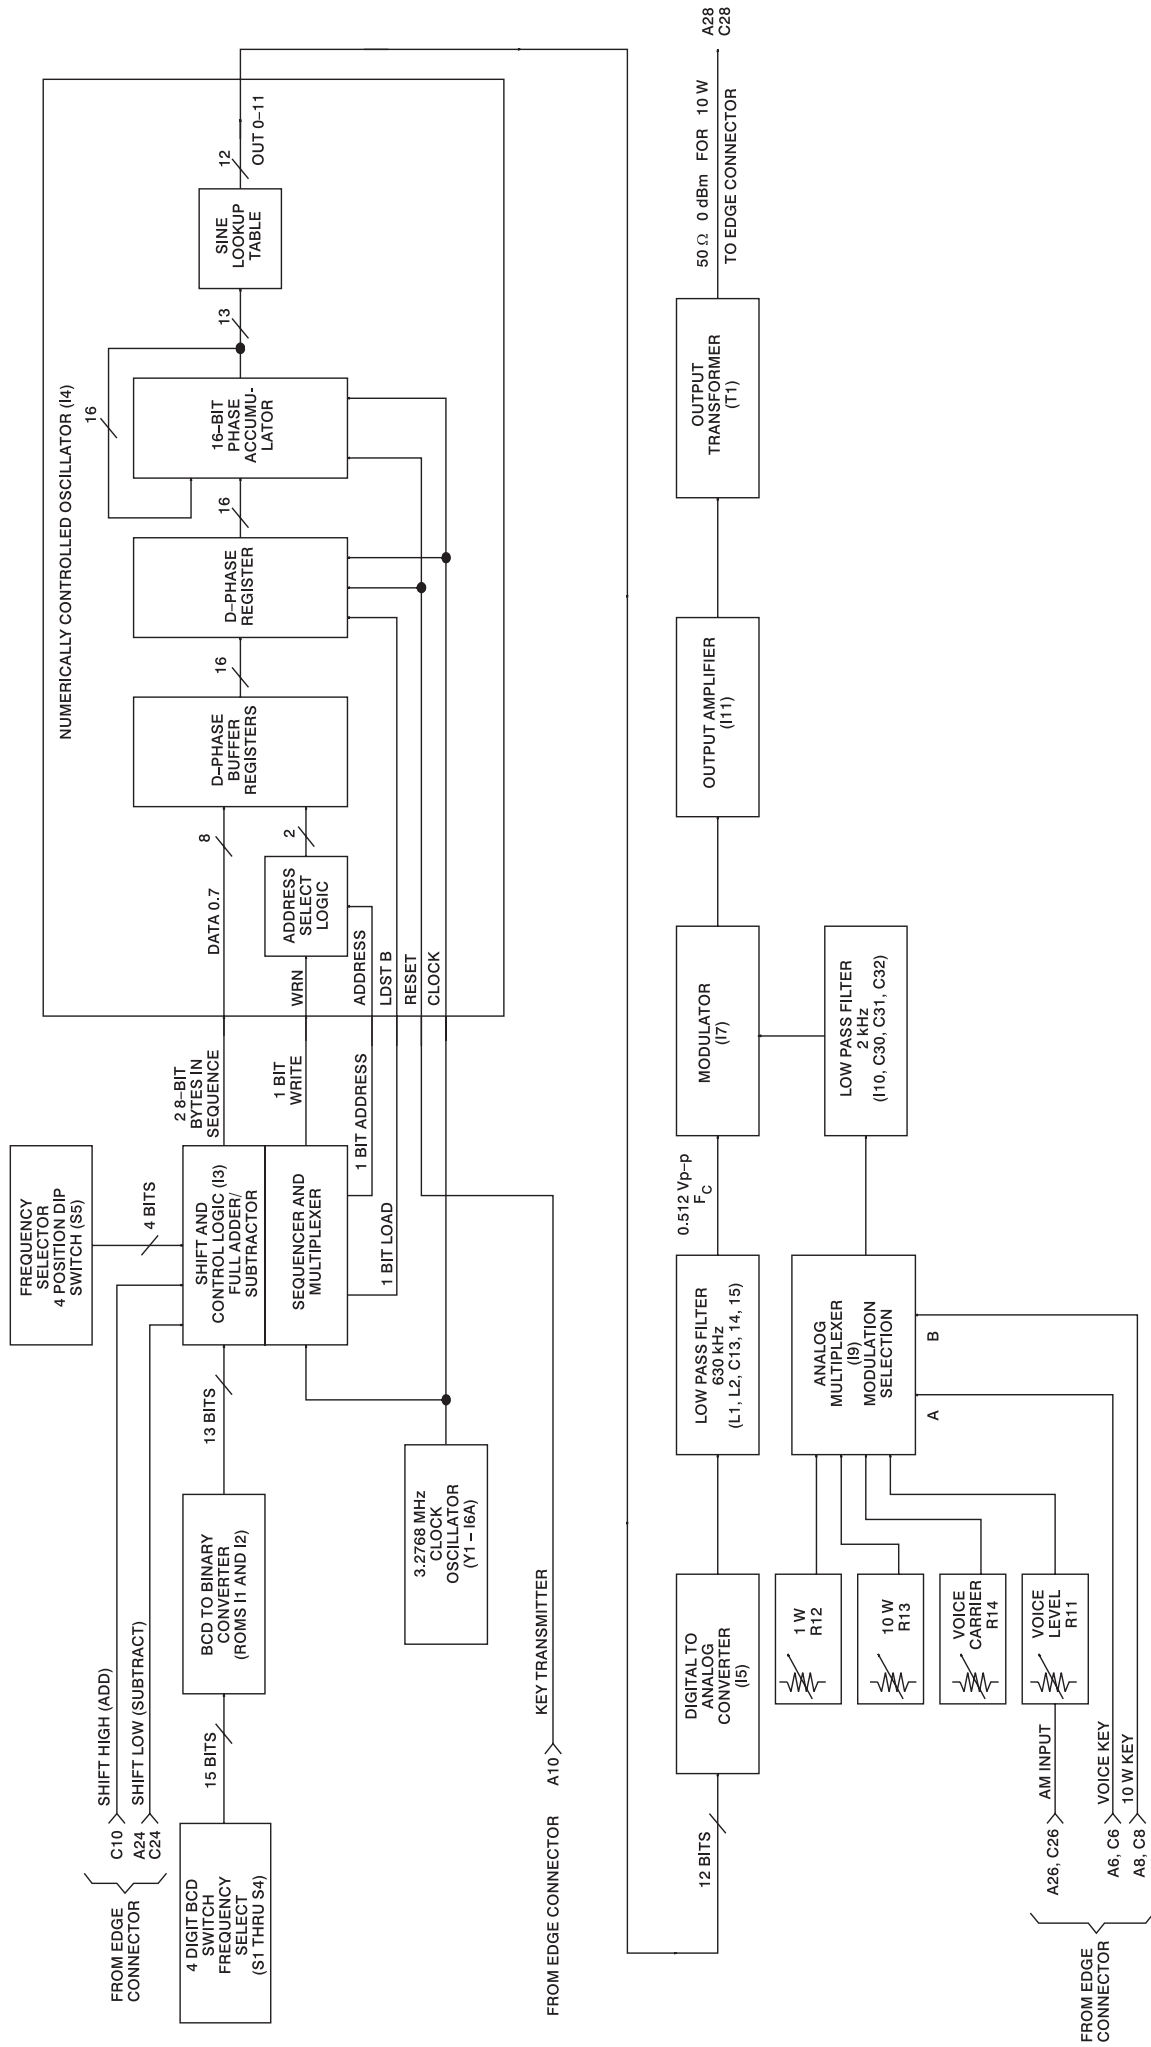 FREQUENCY
SELECTOR
4 POSITION DIP
SWITCH (S5)
4 BITS
FROM EDGE
CONNECTOR
C10
SHIFT HIGH (ADD)
A24
C24
SHIFT LOW (SUBTRACT)
4 DIGIT BCD
SWITCH
FREQUENCY
SELECT
(S1 THRU S4)
15 BITS
BCD TO BINARY
CONVERTER
(ROMS I1 AND I2)
13 BITS
SHIFT AND
CONTROL LOGIC (I3)
FULL ADDER/
SUBTRACTOR
SEQUENCER AND
MULTIPLEXER
2 8–BIT
BYTES IN
SEQUENCE
1 BIT
WRITE
1 BIT ADDRESS
1 BIT LOAD
3.2768 MHz
CLOCK
OSCILLATOR
(Y1 – I6A)
FROM EDGE CONNECTOR
A10
KEY TRANSMITTER
NUMERICALLY CONTROLLED OSCILLATOR (I4)
DATA 0.7
8
WRN
ADDRESS
LDST B
RESET
CLOCK
ADDRESS
SELECT
LOGIC
2
D–PHASE
BUFFER
REGISTERS
16
D–PHASE
REGISTER
16
16–BIT
PHASE
ACCUMU-
LATOR
16
13
SINE
LOOKUP
TABLE
12
OUT 0–11
12 BITS
DIGITAL TO
ANALOG
CONVERTER
(I5)
LOW PASS FILTER
630 kHz
(L1, L2, C13, 14, 15)
0.512 Vp–p
FC
MODULATOR
(I7)
OUTPUT AMPLIFIER
(I11)
OUTPUT
TRANSFORMER
(T1)
50 Ω 0 dBm FOR 10 W
TO EDGE CONNECTOR
A28
C28
1 W
R12
10 W
R13
VOICE
CARRIER
R14
VOICE
LEVEL
R11
ANALOG
MULTIPLEXER
(I9)
MODULATION
SELECTION
A
B
LOW PASS FILTER
2 kHz
(I10, C30, C31, C32)
FROM EDGE
CONNECTOR
A26, C26
AM INPUT
A6, C6
VOICE KEY
A8, C8
10 W KEY